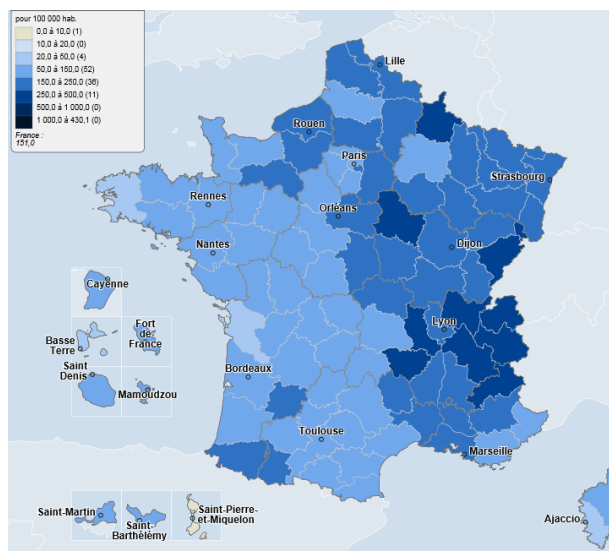 pour 100 000 hab.
0,0 à 10,0 (1)
10,0 à 20,0 (0)
20,0 à 50,0 (4)
50,0 à 150,0 (52)
150,0 à 250,0 (36)
250,0 à 500,0 (11)
500,0 à 1 000,0 (0)
1 000,0 à 430,1 (0)
France :
151,0
Lille
Rouen
Paris
Strasbourg
Rennes
Orléans
Nantes
Dijon
Cayenne
Lyon
Basse
Terre
Fort
de
France
Saint
Denis
Mamoudzou
Bordeaux
Toulouse
Marseille
Saint-Martin
Saint-
Barthélémy
Saint-Pierre
et-Miquelon
Ajaccio